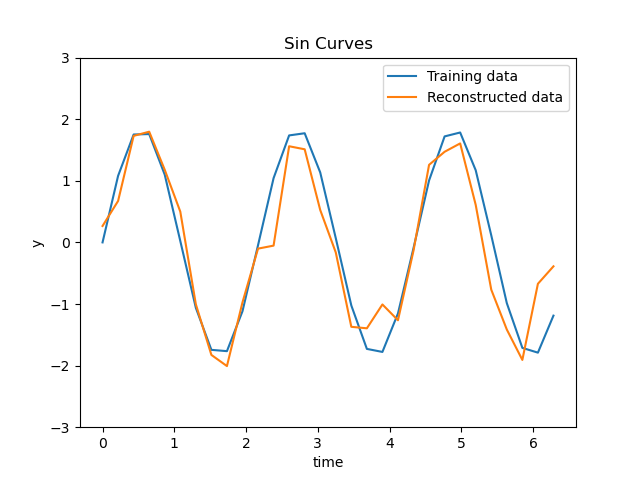 Sin Curves
Training data
Reconstructed data
3
2
1
0
−1
−2
−3
y
0 1 2 3 4 5 6
time